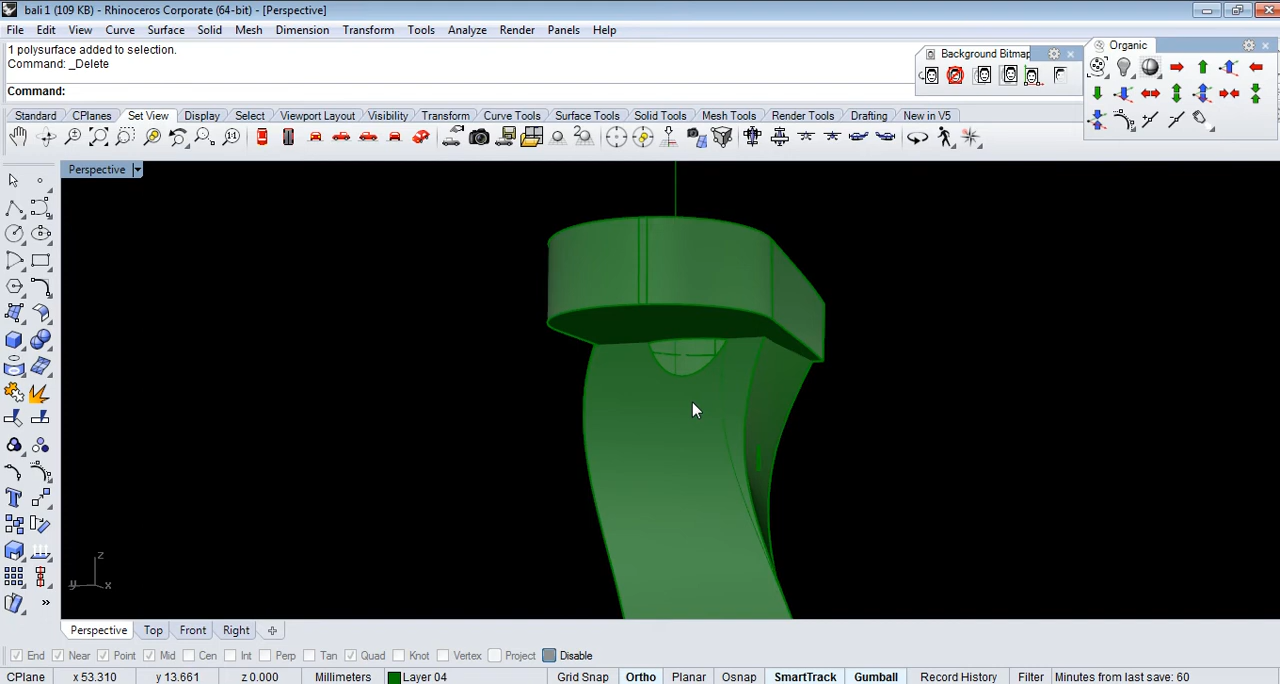 bali 1 (109 KB) - Rhinoceros Corporate (64-bit) - [Perspective]
File Edit View Curve Surface Solid Mesh Dimension Transform Tools Analyze Render Panels Help
1 polysurface added to selection.
Command: _Delete
Command:
Background Bitmap
Organic
Standard CPlanes Set View Display Select Viewport Layout Visibility Transform Curve Tools Surface Tools Solid Tools Mesh Tools Render Tools Drafting New in V5
Perspective
z
y x
Perspective Top Front Right
End Near Point Mid Cen Int Perp Tan Quad Knot Vertex Project Disable
CPlane x 53.310 y 13.661 z 0.000 Millimeters Layer 04 Grid Snap Ortho Planar Osnap SmartTrack Gumball Record History Filter Minutes from last save: 60